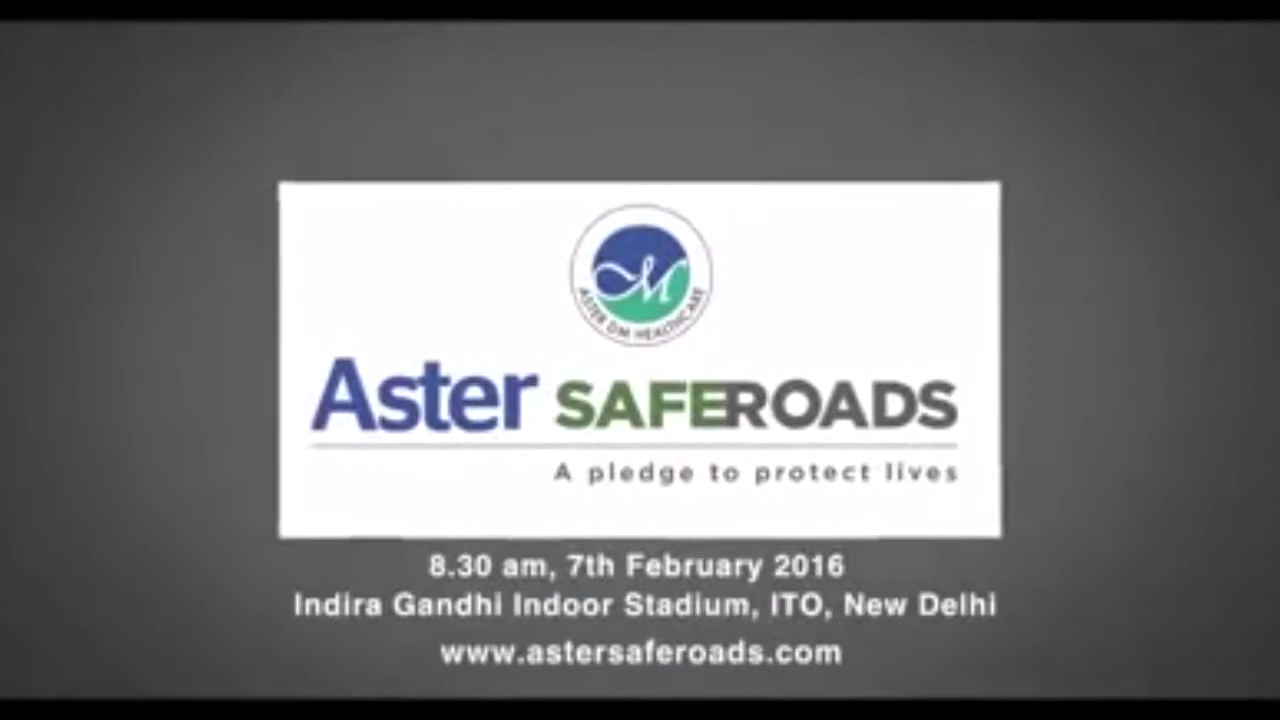 M
ASTER DM HEALTHCARE
Aster SAFEROADS
A pledge to protect lives
8.30 am, 7th February 2016
Indira Gandhi Indoor Stadium, ITO, New Delhi
www.astersaferoads.com